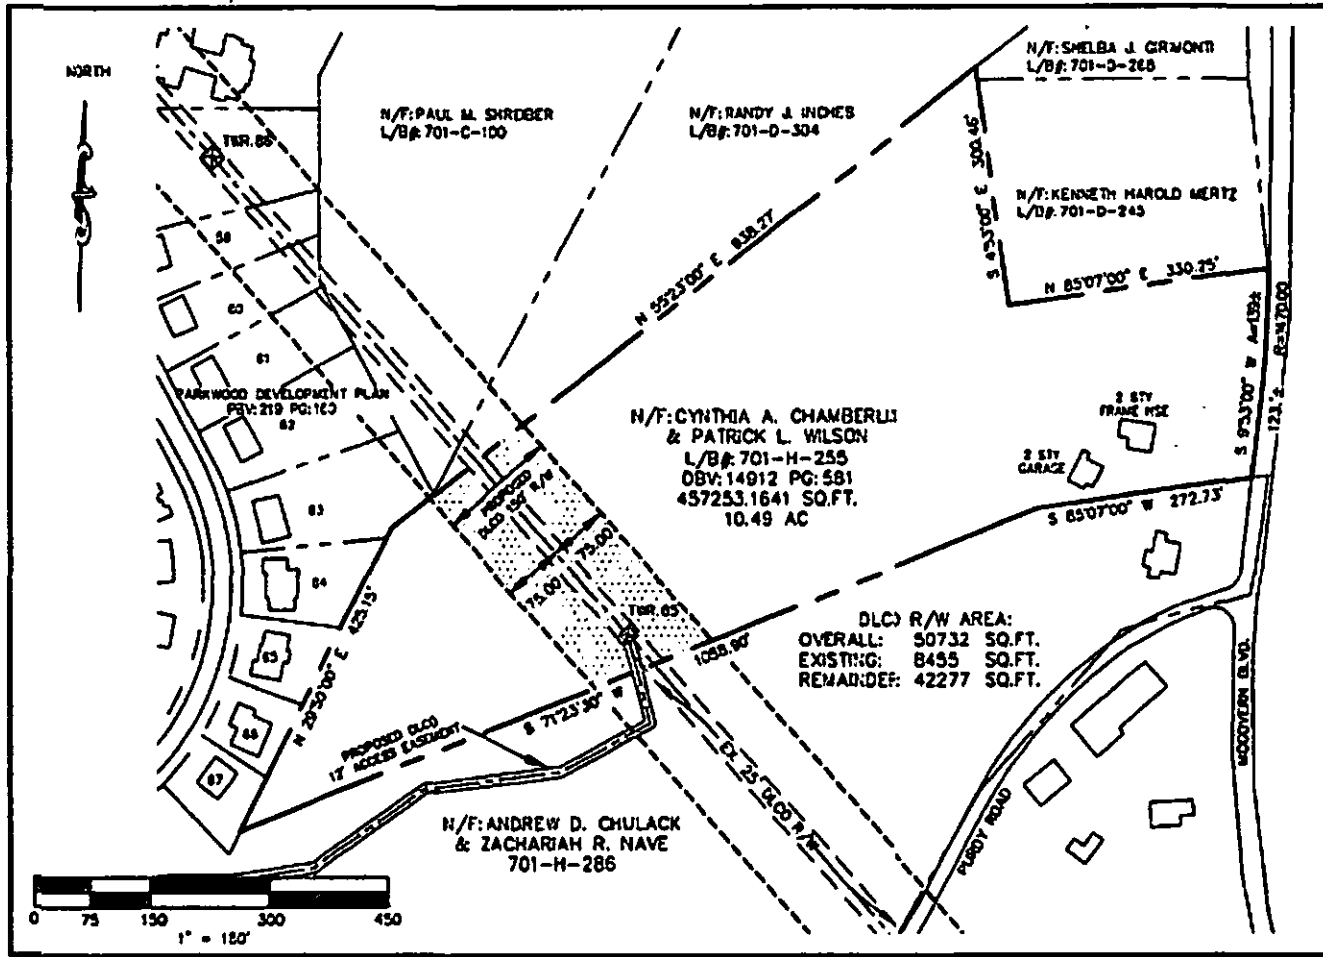 NORTH
TWR. 86
N/F: PAUL M. SHROBER
L/B#: 701-C-100
N/F: RANDY J. INCHES
L/B#: 701-D-304
N/F: SHELBA J. GIRMONTI
L/B#: 701-D-268
S 4°53'00" E 300.46'
N/F: KENNETH HAROLD MERTZ
L/B#: 701-D-245
N 55°23'00" E 838.27'
N 85°07'00" E 330.25'
S 9°53'00" W A=139±
123.'±
R=1470.00
60
61
PARKWOOD DEVELOPMENT PLAN
PBV: 219 PG: 160
62
63
64
65
66
67
N/F: CYNTHIA A. CHAMBERLIN
& PATRICK L. WILSON
L/B#: 701-H-255
DBV: 14912 PG: 581
457253.1641 SQ.FT.
10.49 AC
2 STY
FRAME HSE
2 STY
GARAGE
S 85°07'00" W 272.73'
PROPOSED
DLCO 150' R/W
75.00'
75.00'
TWR. 85
1058.90'
S 71°23'30" W
N 29°50'00" E 425.15'
DLCO R/W AREA:
OVERALL: 50732 SQ.FT.
EXISTING: 8455 SQ.FT.
REMAINDER: 42277 SQ.FT.
PROPOSED DLCO
12' ACCESS EASEMENT
EX. 25' DLCO R/W
PURDY ROAD
MCGOVERN BLVD.
N/F: ANDREW D. CHULACK
& ZACHARIAH R. NAVE
701-H-286
0 75 150 300 450
1" = 150'